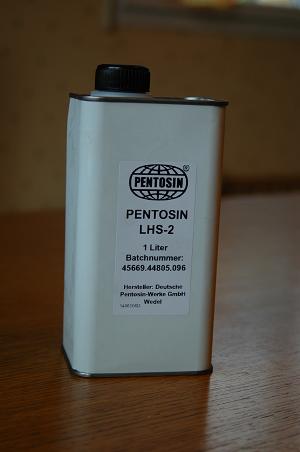 PENTOSIN®
PENTOSIN
LHS-2
1 Liter
Batchnummer:
45669.44805.096
Hersteller: Deutsche
Pentosin-Werke GmbH
Wedel